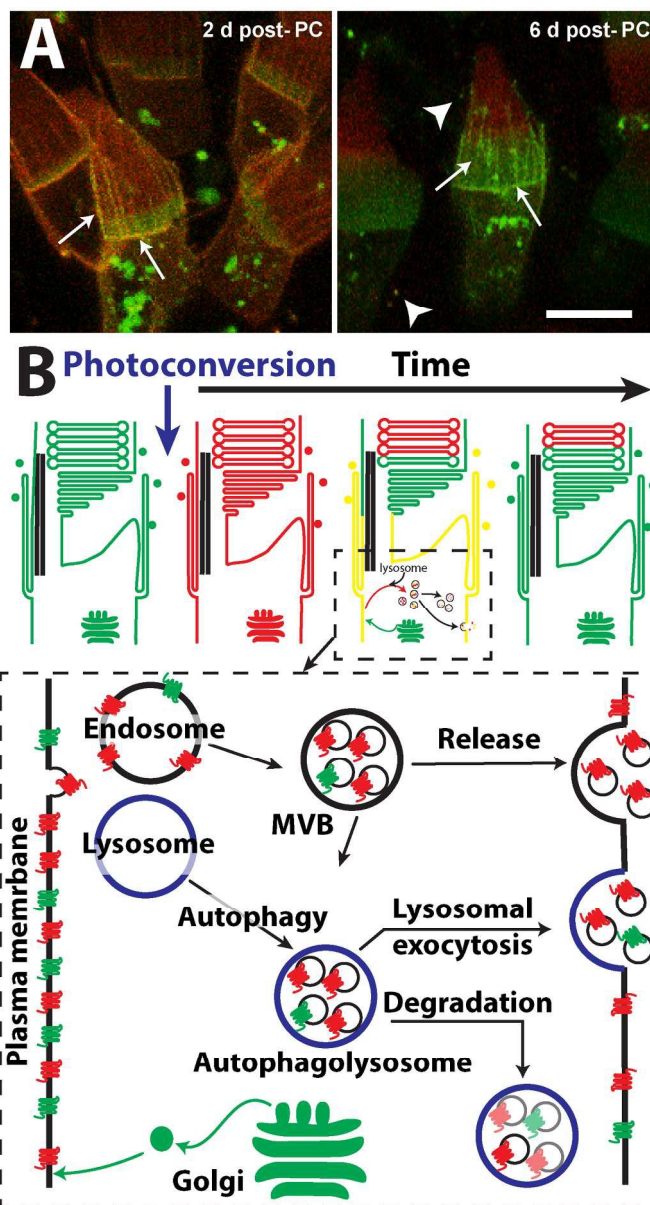 A
2 d post- PC
6 d post-PC
B
Photoconversion
Time
lysosome
Endosome
Release
MVB
Lysosome
Autophagy
Lysosomal
exocytosis
Degradation
Autophagolysosome
Golgi
Plasma memrbane